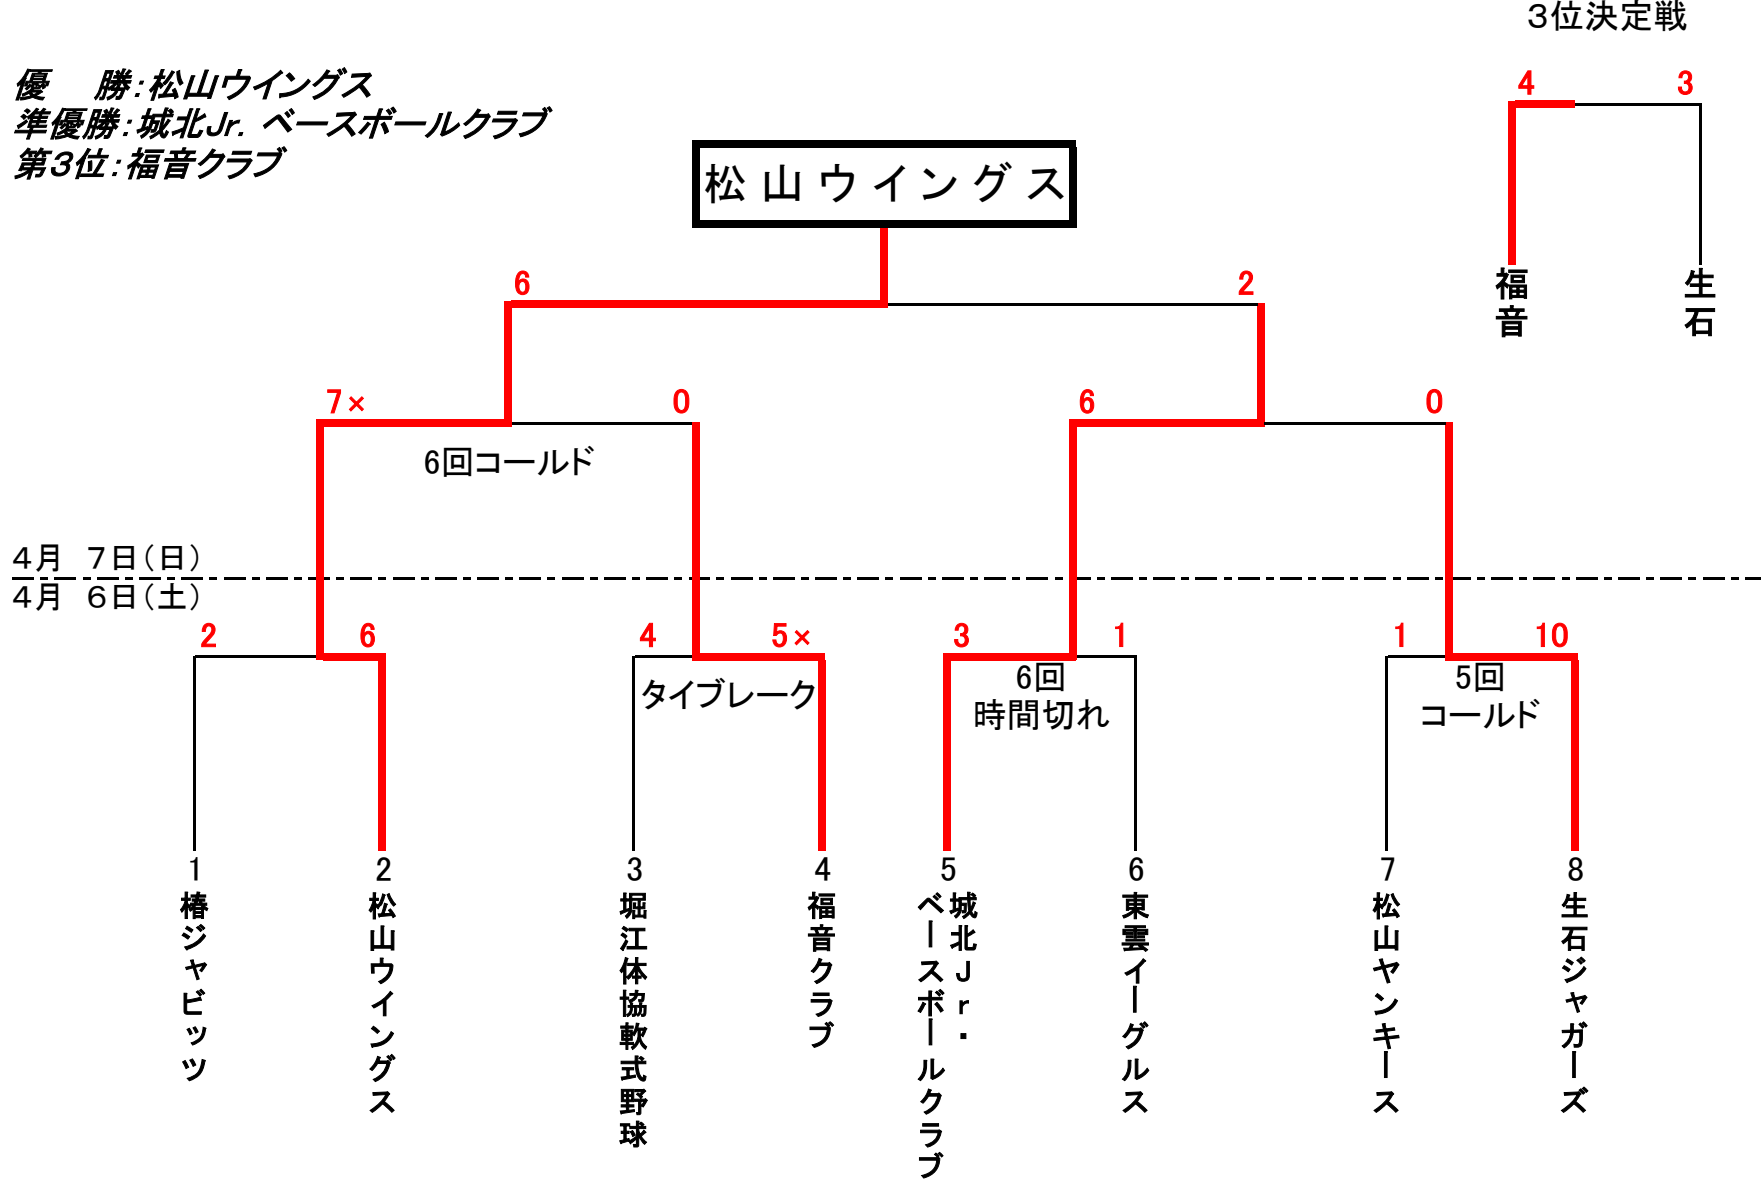 ３位決定戦
優　勝：松山ウイングス
準優勝：城北Jr．ベースボールクラブ
第３位：福音クラブ
4 3
松山ウイングス
福音
生石
6 2
7× 0 6 0
6回コールド
４月　７日（日）
４月　６日（土）
2 6 4 5× 3 1 1 10
タイブレーク
6回
時間切れ
5回
コールド
1 2 3 4 5 6 7 8
椿ジャビッツ
松山ウイングス
堀江体協軟式野球
福音クラブ
城北Jr．
ベースボールクラブ
東雲イーグルス
松山ヤンキース
生石ジャガーズ